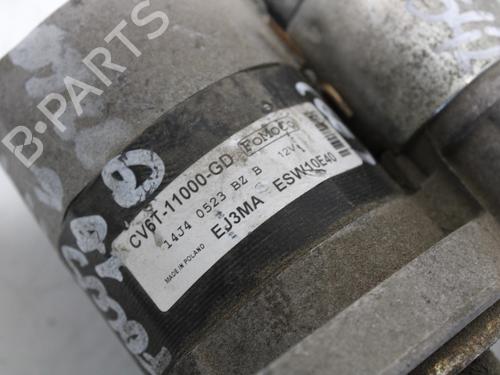 B-PARTS
CV6T-11000-GD FoMoCo
14J4 0523 BZ B 12V
EJ3MA ESW10E40
MADE IN POLAND